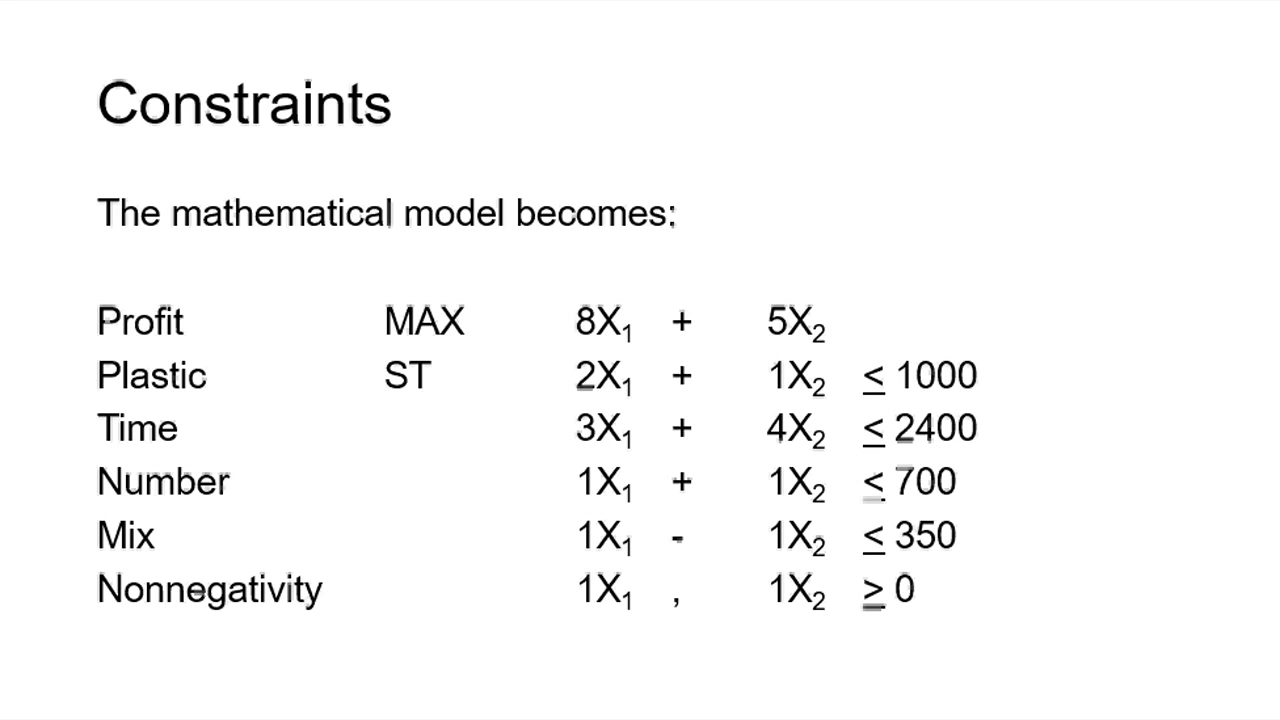 Constraints
The mathematical model becomes:
Profit MAX 8X₁ + 5X₂
Plastic ST 2X₁ + 1X₂ ≤ 1000
Time 3X₁ + 4X₂ ≤ 2400
Number 1X₁ + 1X₂ ≤ 700
Mix 1X₁ - 1X₂ ≤ 350
Nonnegativity 1X₁ , 1X₂ ≥ 0